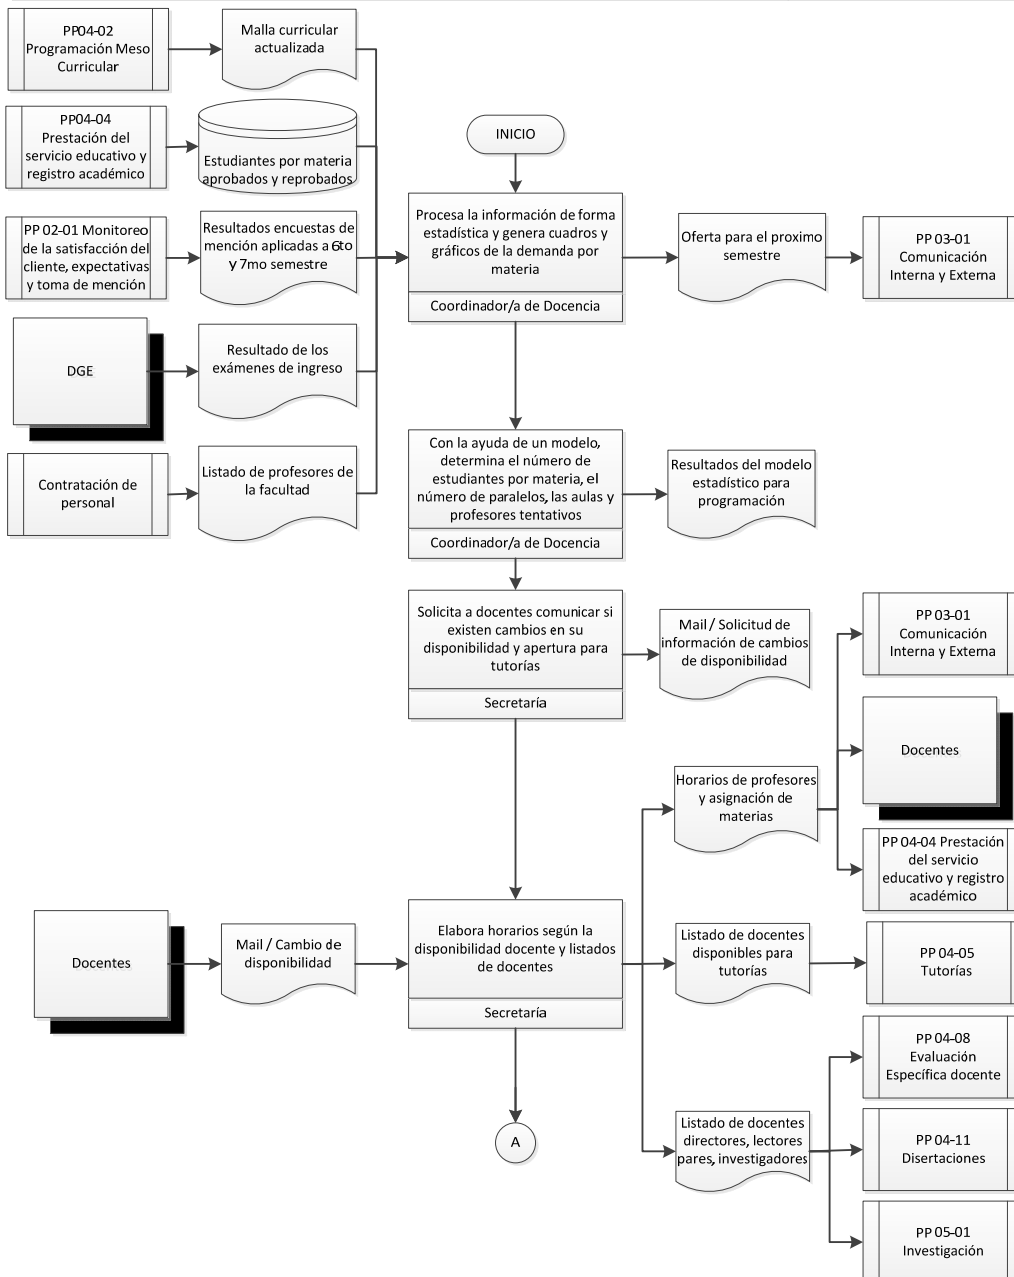 PP04-02
Programación Meso
Curricular
Malla curricular
actualizada
PP04-04
Prestación del
servicio educativo y
registro académico
Estudiantes por materia
aprobados y reprobados
INICIO
PP 02-01 Monitoreo
de la satisfacción del
cliente, expectativas
y toma de mención
Resultados encuestas de
mención aplicadas a 6to
y 7mo semestre
Procesa la información de forma
estadística y genera cuadros y
gráficos de la demanda por
materia
Coordinador/a de Docencia
Oferta para el proximo
semestre
PP 03-01
Comunicación
Interna y Externa
DGE
Resultado de los
exámenes de ingreso
Contratación de
personal
Listado de profesores de
la facultad
Con la ayuda de un modelo,
determina el número de
estudiantes por materia, el
número de paralelos, las aulas y
profesores tentativos
Coordinador/a de Docencia
Resultados del modelo
estadístico para
programación
Solicita a docentes comunicar si
existen cambios en su
disponibilidad y apertura para
tutorías
Secretaría
Mail / Solicitud de
información de cambios
de disponibilidad
PP 03-01
Comunicación
Interna y Externa
Docentes
Horarios de profesores
y asignación de
materias
PP 04-04 Prestación
del servicio
educativo y registro
académico
Docentes
Mail / Cambio de
disponibilidad
Elabora horarios según la
disponibilidad docente y listados
de docentes
Secretaría
Listado de docentes
disponibles para
tutorías
PP 04-05
Tutorías
PP 04-08
Evaluación
Específica docente
A
Listado de docentes
directores, lectores
pares, investigadores
PP 04-11
Disertaciones
PP 05-01
Investigación